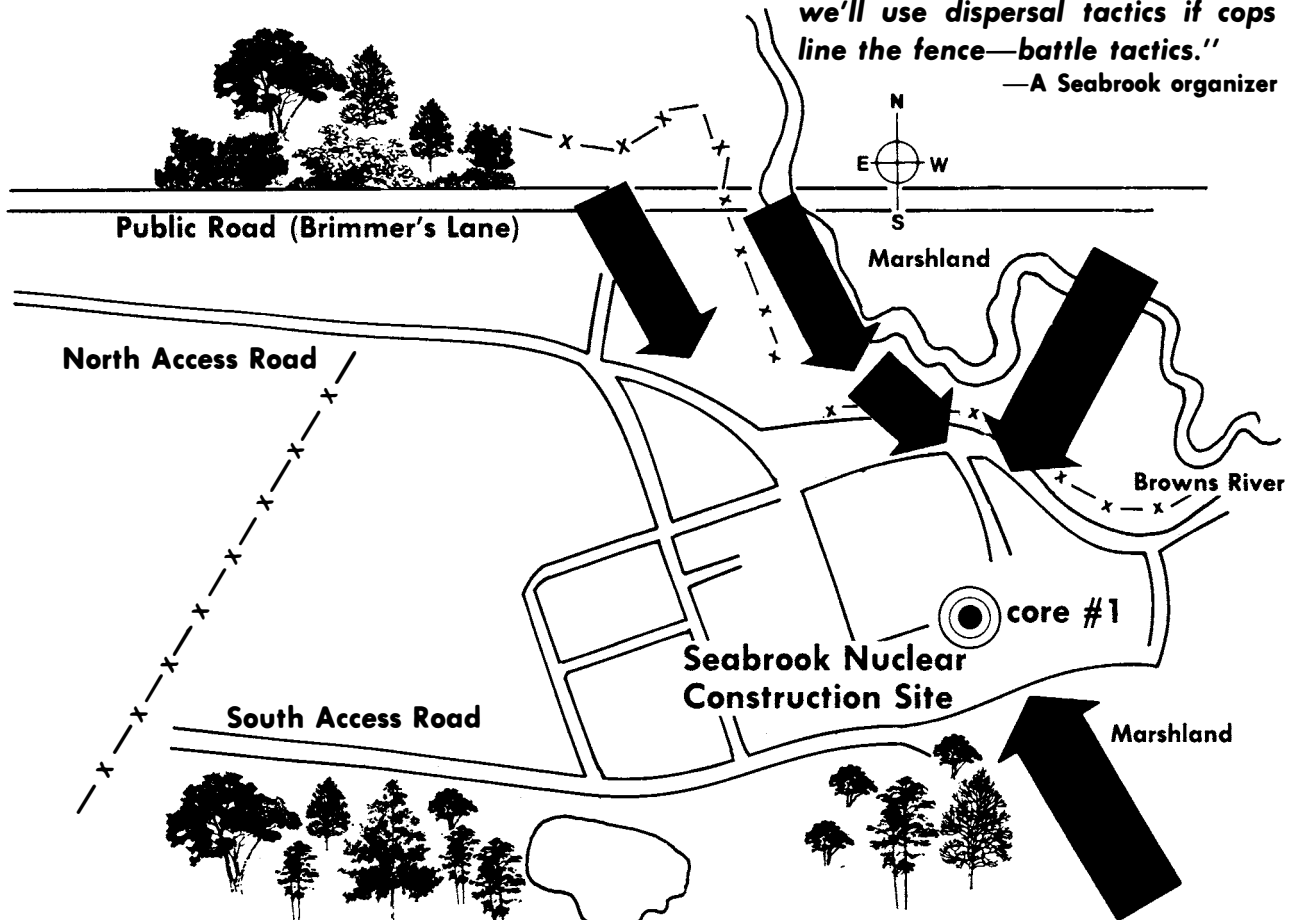 we'll use dispersal tactics if cops
line the fence—battle tactics."
—A Seabrook organizer
N
E W
S
Public Road (Brimmer's Lane)
Marshland
North Access Road
Browns River
core #1
Seabrook Nuclear
Construction Site
South Access Road
Marshland